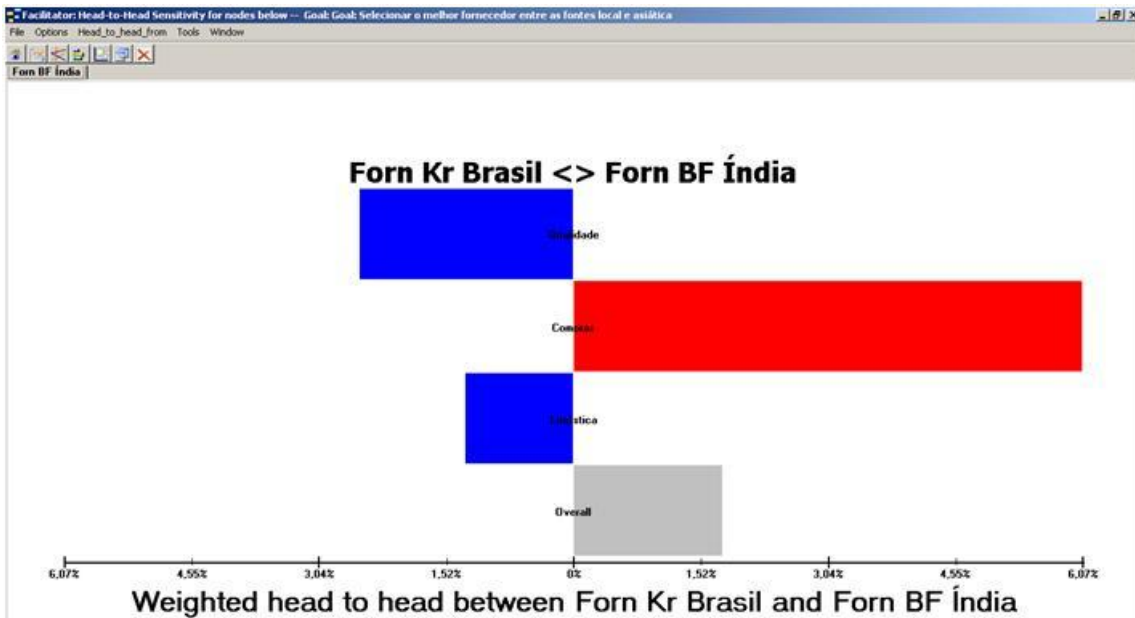 Facilitator: Head-to-Head Sensitivity for nodes below -- Goal: Goal: Selecionar o melhor fornecedor entre as fontes local e asiática
File Options Head_to_head_from Tools Window
Forn BF Índia
Forn Kr Brasil <> Forn BF Índia
Qualidade
Compras
Logística
Overall
6,07% 4,55% 3,04% 1,52% 0% 1,52% 3,04% 4,55% 6,07%
Weighted head to head between Forn Kr Brasil and Forn BF Índia